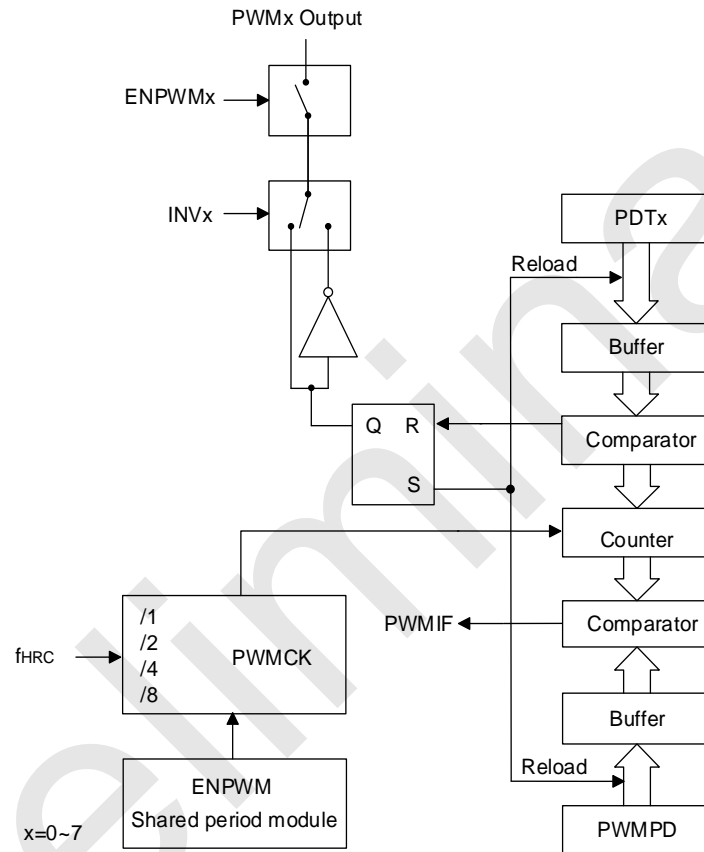 PWMx Output
ENPWMx
INVx
PDTx
Reload
Buffer
Q R
S
Comparator
Counter
/1
/2
/4
/8
PWMCK
fHRC
PWMIF
Comparator
Buffer
ENPWM
Shared period module
Reload
PWMPD
x=0~7
elimina